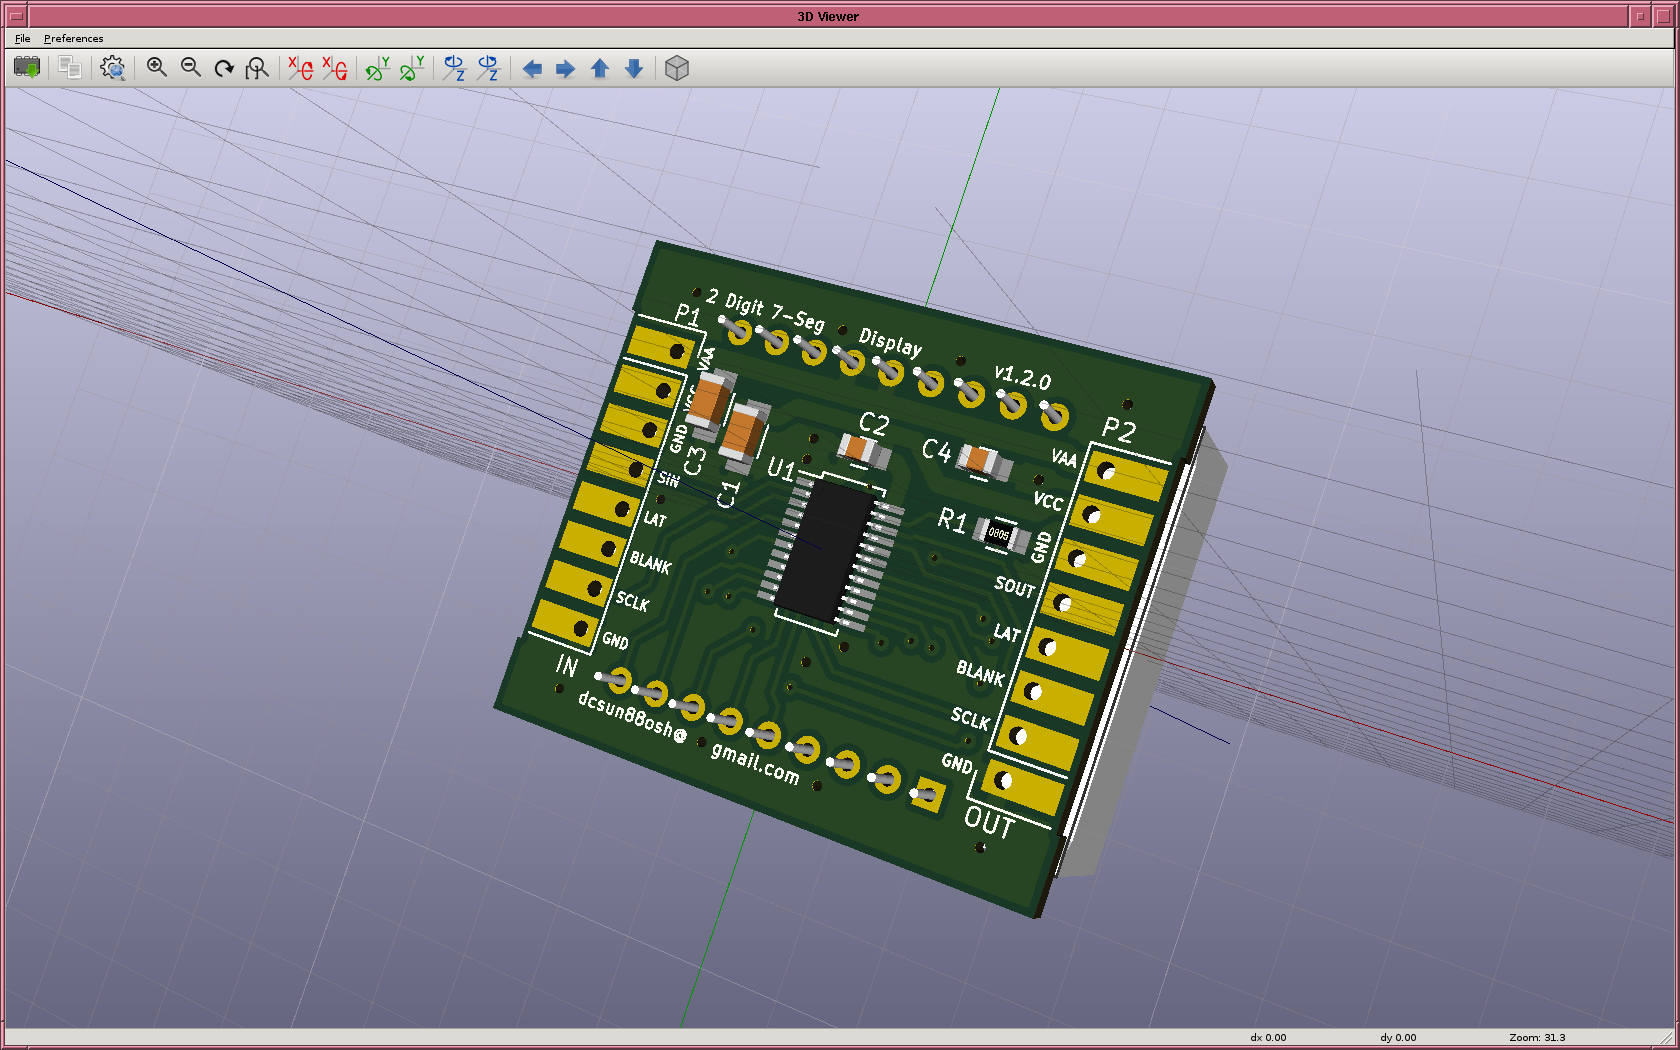 3D Viewer
File Preferences
X X Y Y Z Z
2 Digit 7-Seg Display v1.2.0
P1
VAA
VCC
GND
SIN
LAT
BLANK
SCLK
GND
IN
C3
C1
U1
C2
C4
R1
0805
P2
VAA
VCC
GND
SOUT
LAT
BLANK
SCLK
GND
OUT
dcsun88osh@gmail.com
dx 0.00 dy 0.00 Zoom: 31.3